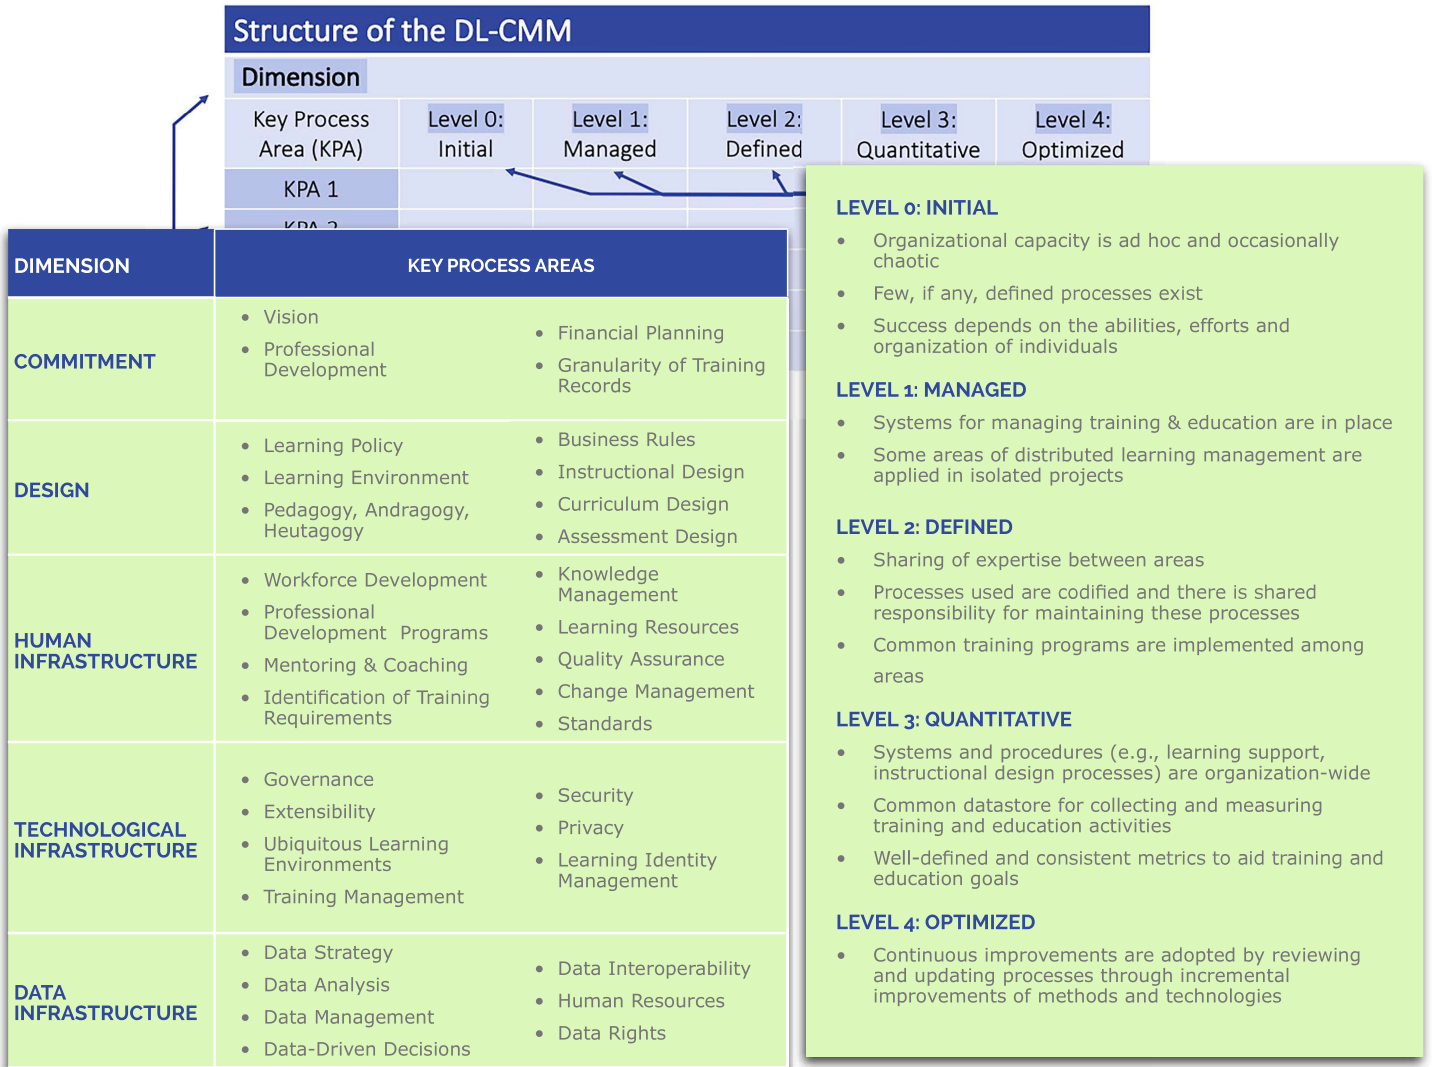 Structure of the DL-CMM
Dimension
Key Process
Area (KPA)
Level 0:
Initial
Level 1:
Managed
Level 2:
Defined
Level 3:
Quantitative
Level 4:
Optimized
KPA 1
KPA 2
DIMENSION
KEY PROCESS AREAS
COMMITMENT
• Vision
• Professional
Development
• Financial Planning
• Granularity of Training
Records
DESIGN
• Learning Policy
• Learning Environment
• Pedagogy, Andragogy,
Heutagogy
• Business Rules
• Instructional Design
• Curriculum Design
• Assessment Design
HUMAN
INFRASTRUCTURE
• Workforce Development
• Professional
Development Programs
• Mentoring & Coaching
• Identification of Training
Requirements
• Knowledge
Management
• Learning Resources
• Quality Assurance
• Change Management
• Standards
TECHNOLOGICAL
INFRASTRUCTURE
• Governance
• Extensibility
• Ubiquitous Learning
Environments
• Training Management
• Security
• Privacy
• Learning Identity
Management
DATA
INFRASTRUCTURE
• Data Strategy
• Data Analysis
• Data Management
• Data-Driven Decisions
• Data Interoperability
• Human Resources
• Data Rights
LEVEL 0: INITIAL
• Organizational capacity is ad hoc and occasionally
chaotic
• Few, if any, defined processes exist
• Success depends on the abilities, efforts and
organization of individuals
LEVEL 1: MANAGED
• Systems for managing training & education are in place
• Some areas of distributed learning management are
applied in isolated projects
LEVEL 2: DEFINED
• Sharing of expertise between areas
• Processes used are codified and there is shared
responsibility for maintaining these processes
• Common training programs are implemented among
areas
LEVEL 3: QUANTITATIVE
• Systems and procedures (e.g., learning support,
instructional design processes) are organization-wide
• Common datastore for collecting and measuring
training and education activities
• Well-defined and consistent metrics to aid training and
education goals
LEVEL 4: OPTIMIZED
• Continuous improvements are adopted by reviewing
and updating processes through incremental
improvements of methods and technologies